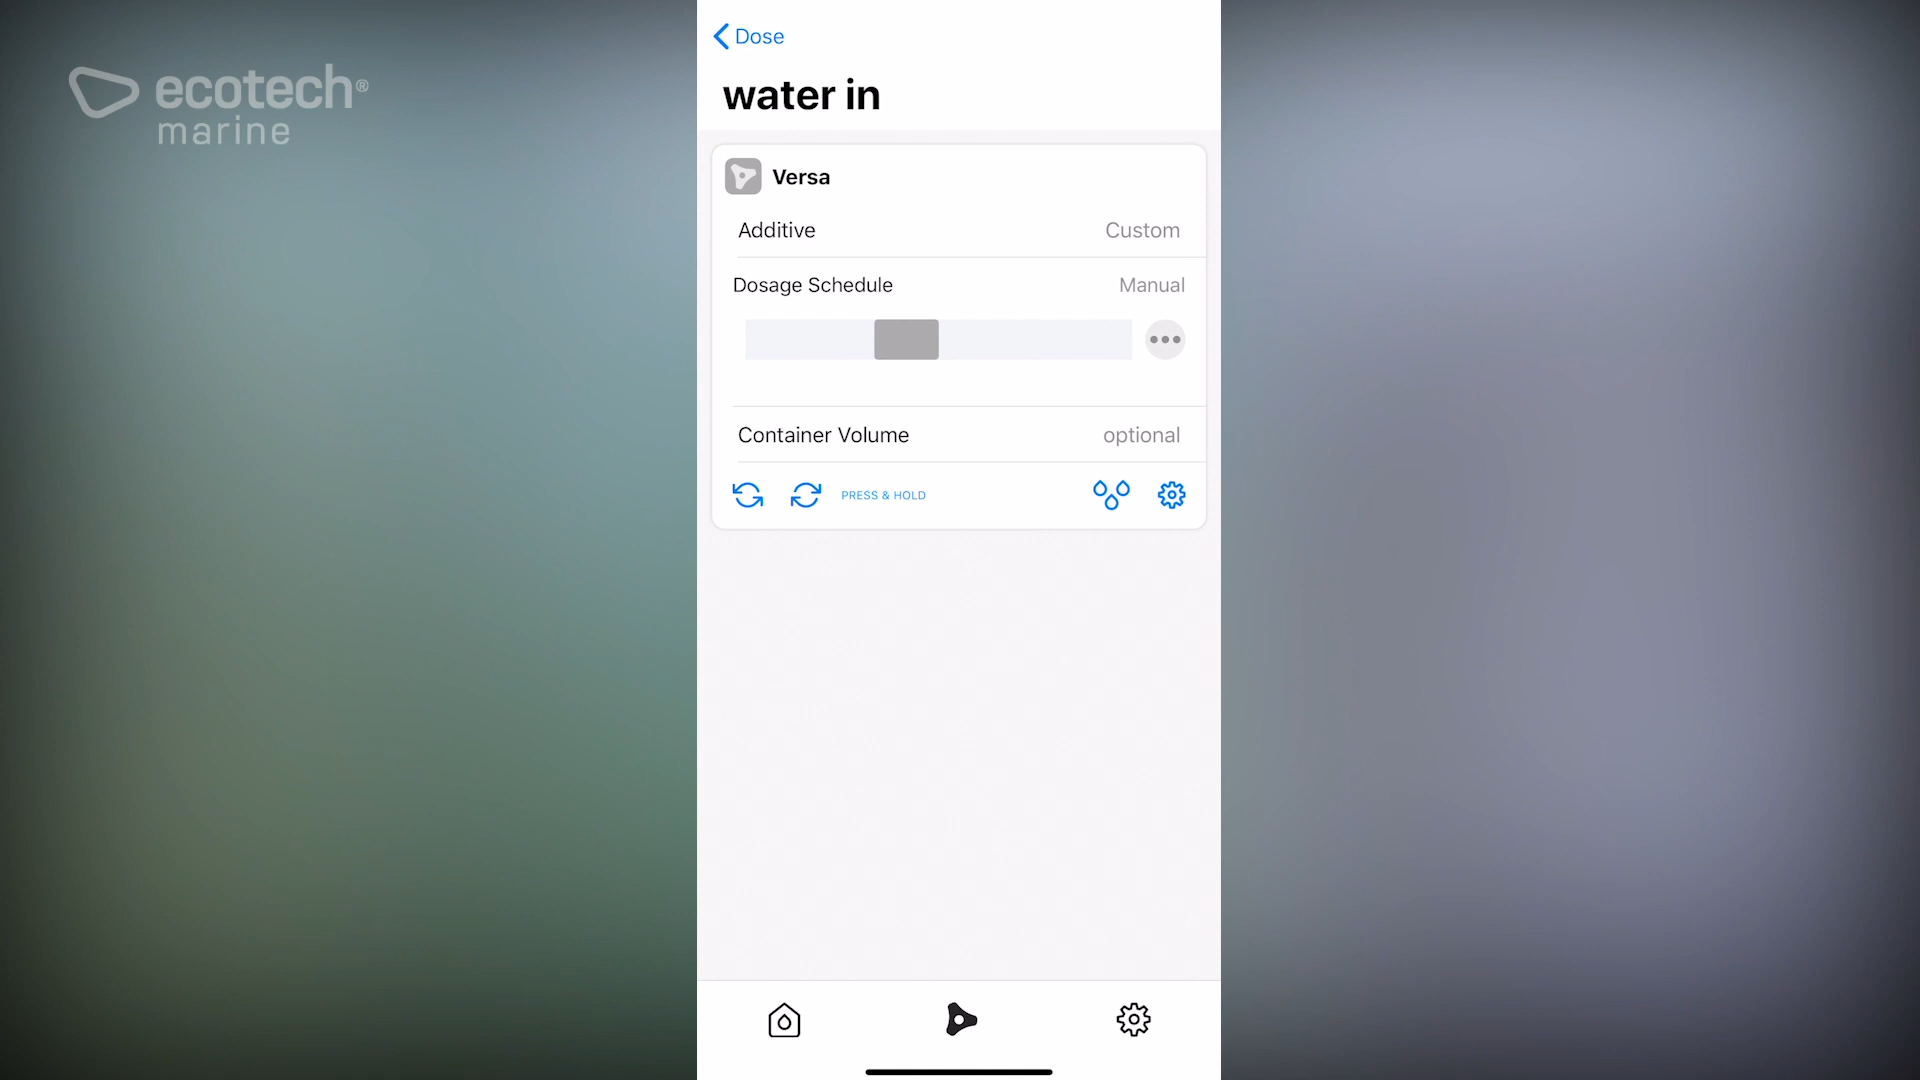 ecotech®
marine
Dose
water in
Versa
Additive Custom
Dosage Schedule Manual
Container Volume optional
PRESS & HOLD